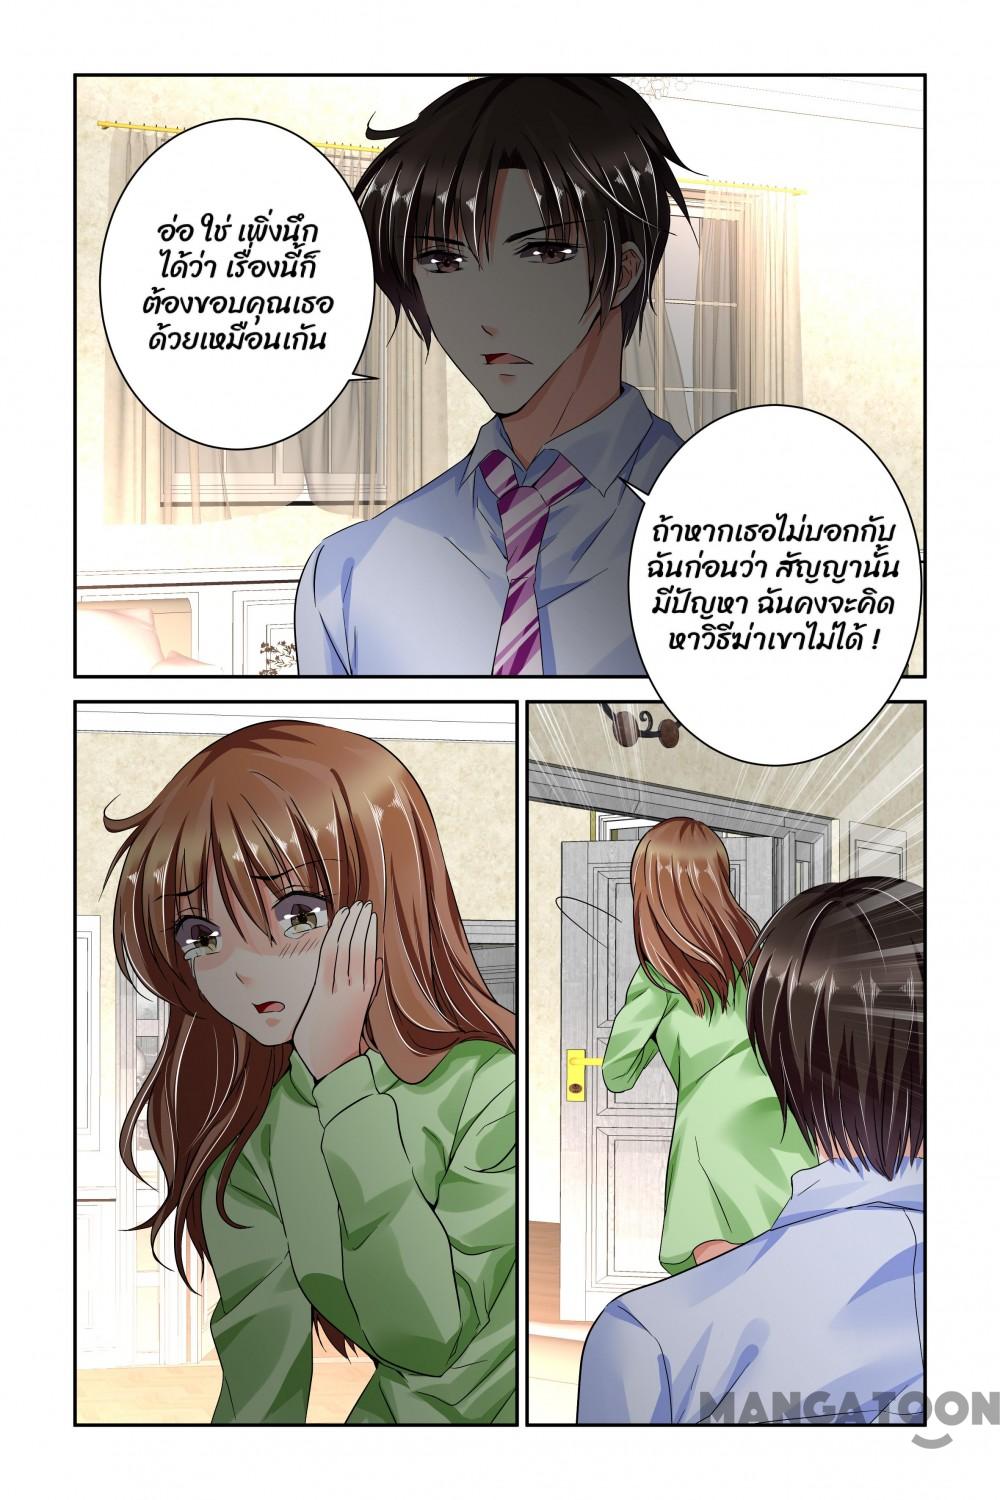 อ่อ ใช่ เพิ่งนึก
ได้ว่า เรื่องนี้ก็
ต้องขอบคุณเธอ
ด้วยเหมือนเกัน
ถ้าหากเธอไม่บอกกับ
ฉันก่อนว่า สัญญานั้น
มีปัญหา ฉันคงจะคิด
หาวิธีฆ่าเขาไม่ได้ !
MANGATOON